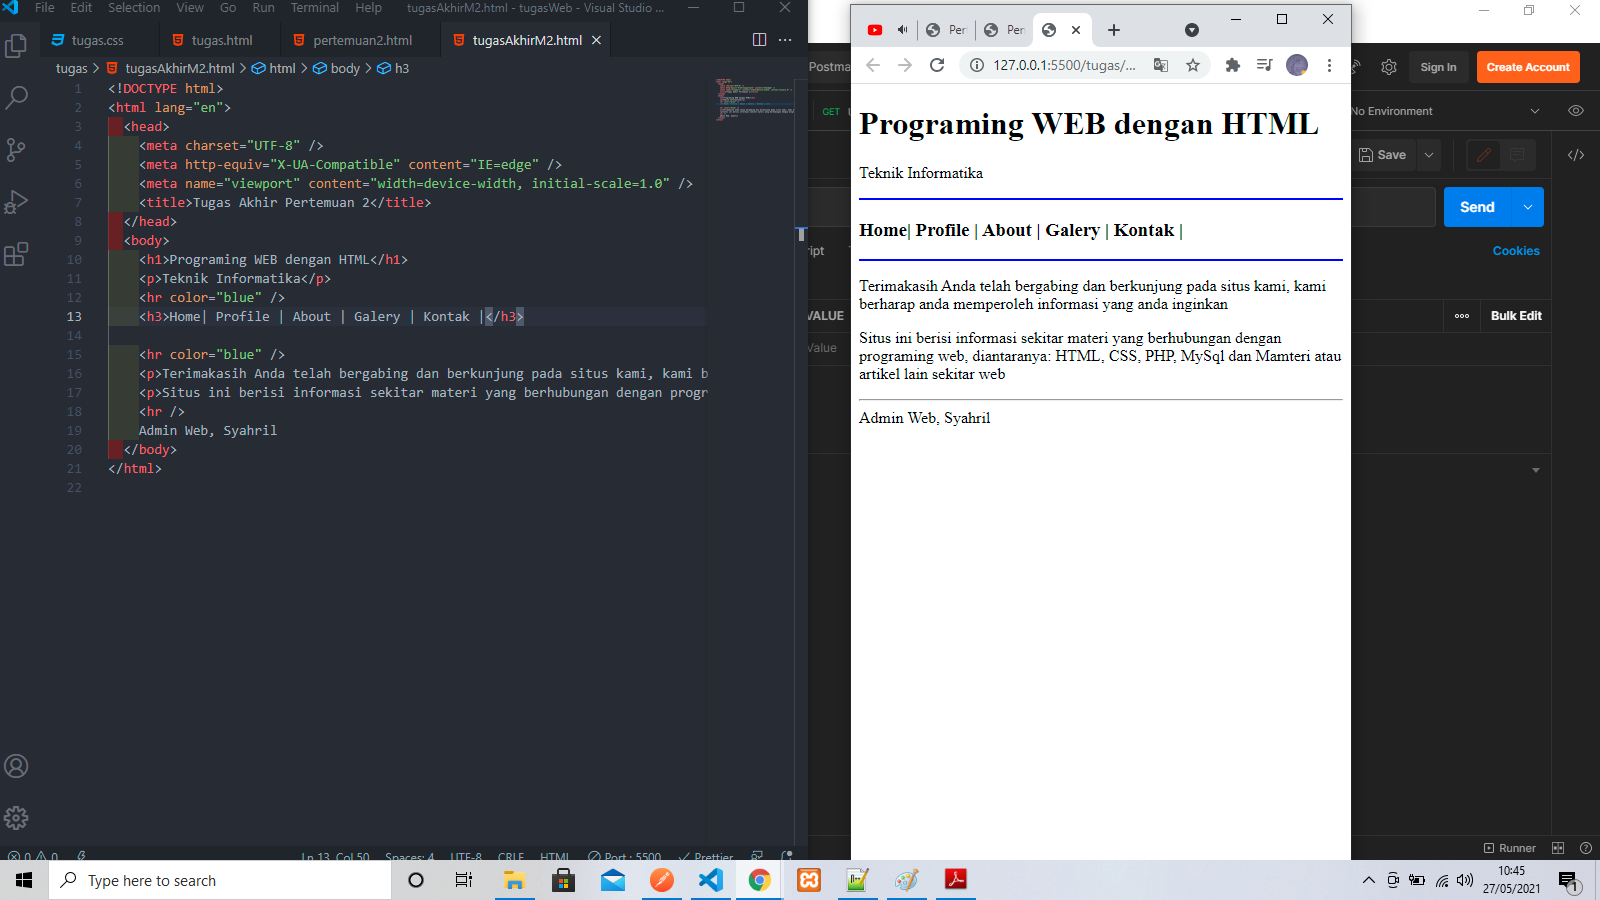 File Edit Selection View Go Run Terminal Help tugasAkhirM2.html - tugasWeb - Visual Studio ...
tugas.css tugas.html pertemuan2.html tugasAkhirM2.html
tugas > tugasAkhirM2.html > html > body > h3
1 <!DOCTYPE html>
2 <html lang="en">
3 <head>
4 <meta charset="UTF-8" />
5 <meta http-equiv="X-UA-Compatible" content="IE=edge" />
6 <meta name="viewport" content="width=device-width, initial-scale=1.0" />
7 <title>Tugas Akhir Pertemuan 2</title>
8 </head>
9 <body>
10 <h1>Programing WEB dengan HTML</h1>
11 <p>Teknik Informatika</p>
12 <hr color="blue" />
13 <h3>Home| Profile | About | Galery | Kontak |</h3>
14
15 <hr color="blue" />
16 <p>Terimakasih Anda telah bergabing dan berkunjung pada situs kami, kami b
17 <p>Situs ini berisi informasi sekitar materi yang berhubungan dengan progr
18 <hr />
19 Admin Web, Syahril
20 </body>
21 </html>
22
0 0 Ln 13, Col 50 Spaces: 4 UTF-8 CRLF HTML Port : 5500 Prettier
Per Per
127.0.0.1:5500/tugas/...
Programing WEB dengan HTML
Teknik Informatika
Home| Profile | About | Galery | Kontak |
Terimakasih Anda telah bergabing dan berkunjung pada situs kami, kami
berharap anda memperoleh informasi yang anda inginkan
Situs ini berisi informasi sekitar materi yang berhubungan dengan
programing web, diantaranya: HTML, CSS, PHP, MySql dan Mamteri atau
artikel lain sekitar web
Admin Web, Syahril
Postma Sign In Create Account
GET No Environment
Save
Send
ript Cookies
VALUE Bulk Edit
Value
Runner
Type here to search
10:45
27/05/2021
1